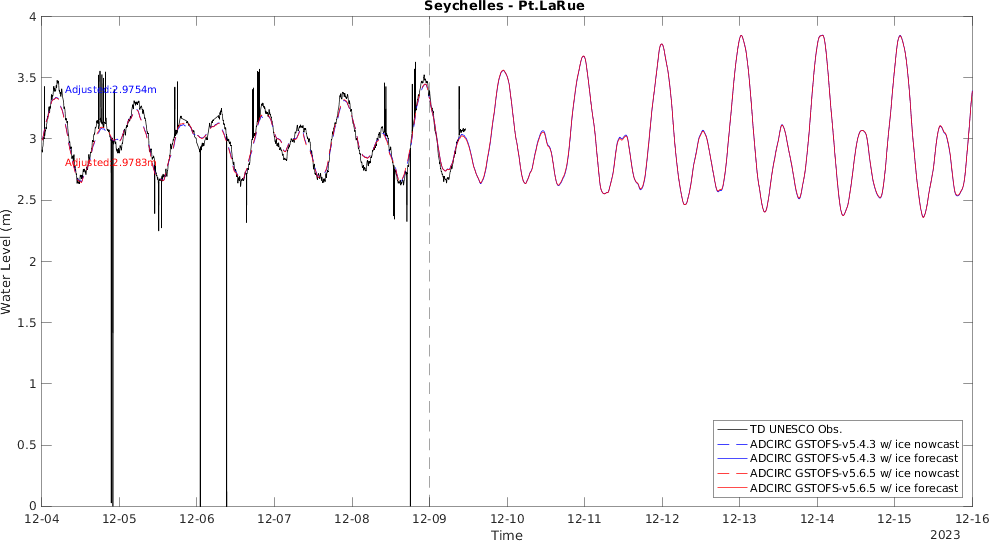 Seychelles - Pt.LaRue
4
3.5
3
2.5
2
1.5
1
0.5
0
Water Level (m)
Adjusted:2.9754m
Adjusted:2.9783m
TD UNESCO Obs.
ADCIRC GSTOFS-v5.4.3 w/ ice nowcast
ADCIRC GSTOFS-v5.4.3 w/ ice forecast
ADCIRC GSTOFS-v5.6.5 w/ ice nowcast
ADCIRC GSTOFS-v5.6.5 w/ ice forecast
12-04 12-05 12-06 12-07 12-08 12-09 12-10 12-11 12-12 12-13 12-14 12-15 12-16
Time
2023